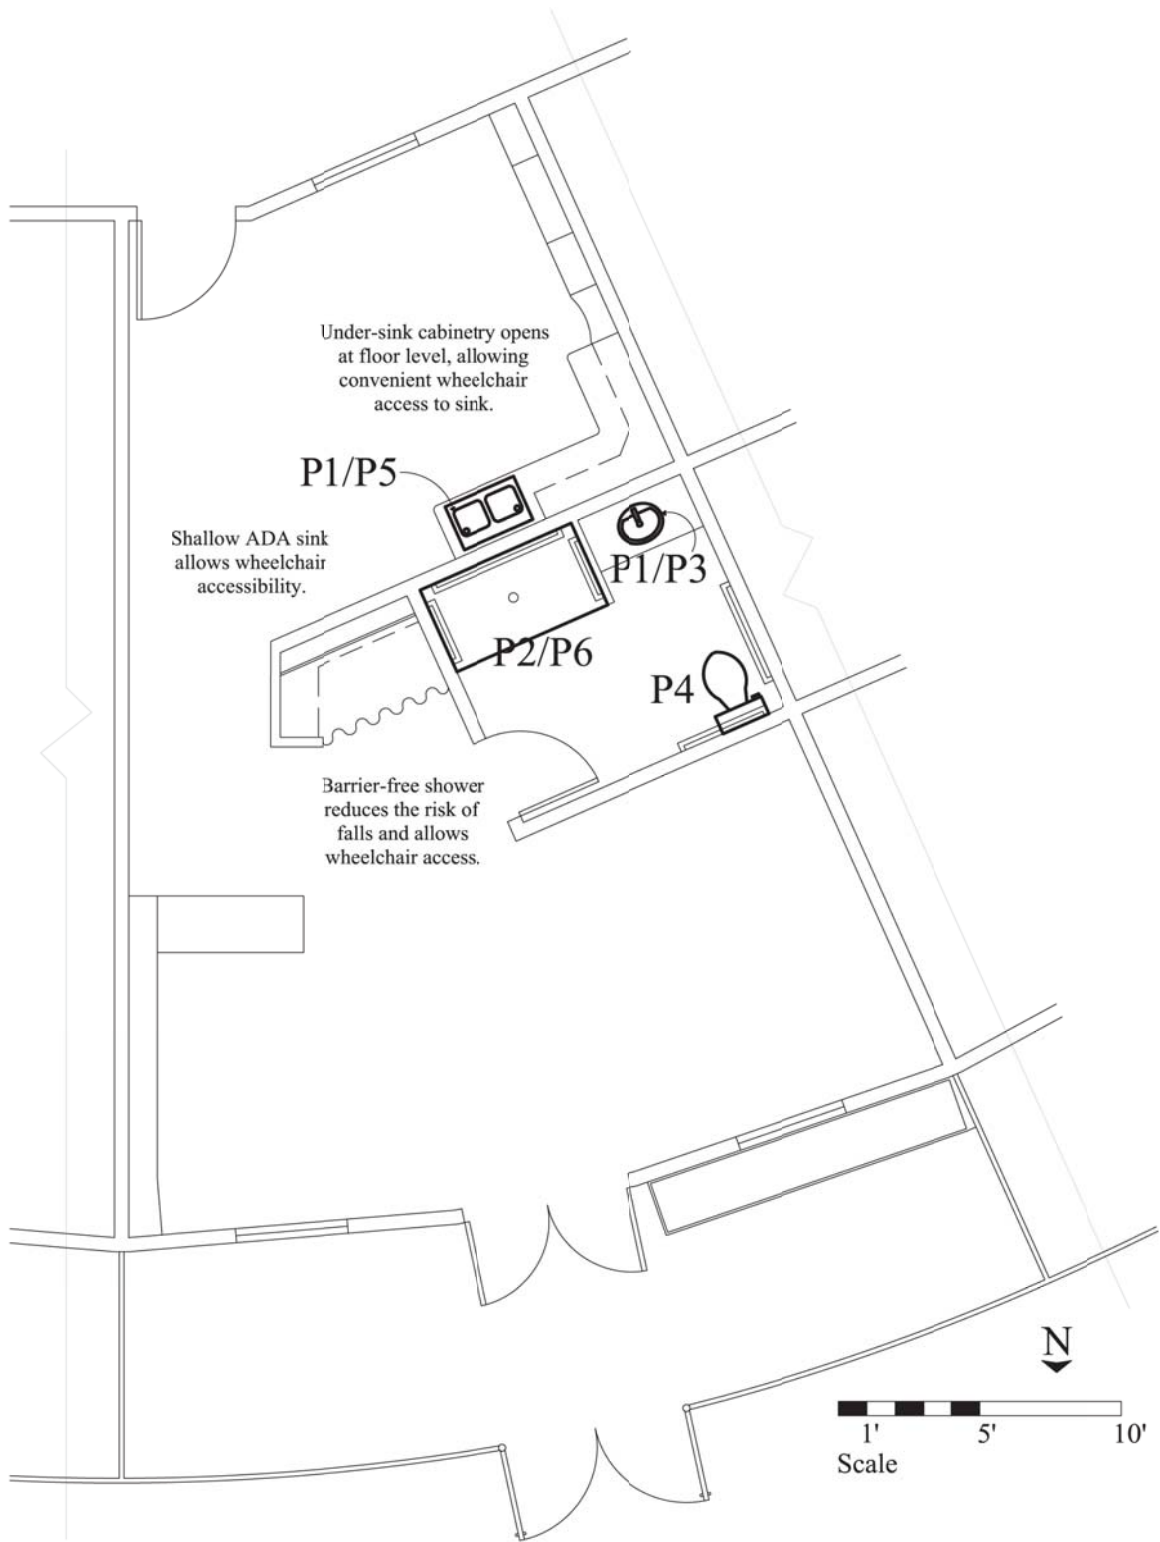 Under-sink cabinetry opens
at floor level, allowing
convenient wheelchair
access to sink.
P1/P5
Shallow ADA sink
allows wheelchair
accessibility.
P1/P3
P2/P6
P4
Barrier-free shower
reduces the risk of
falls and allows
wheelchair access.
N
1' 5' 10'
Scale